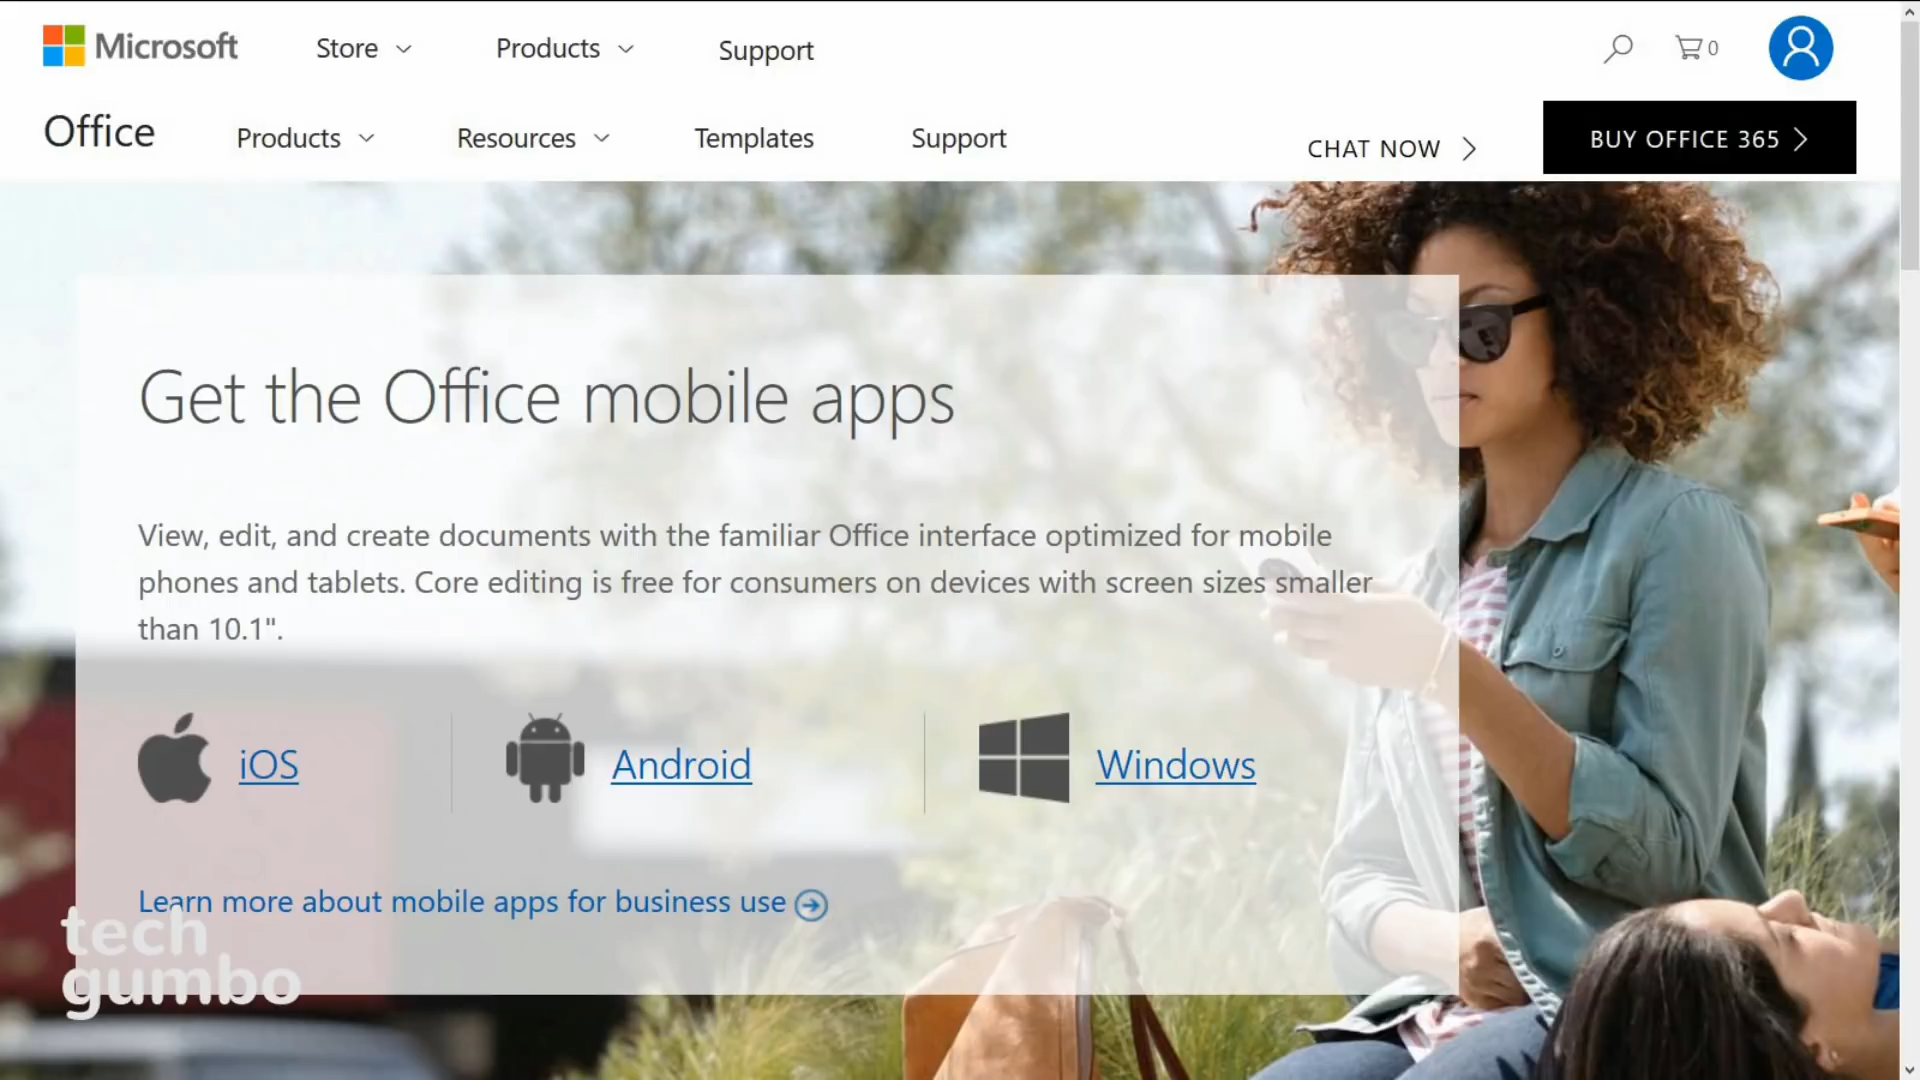 Microsoft Store Products Support 0
Office Products Resources Templates Support CHAT NOW BUY OFFICE 365
Get the Office mobile apps
View, edit, and create documents with the familiar Office interface optimized for mobile
phones and tablets. Core editing is free for consumers on devices with screen sizes smaller
than 10.1".
iOS Android Windows
Learn more about mobile apps for business use
tech
gumbo